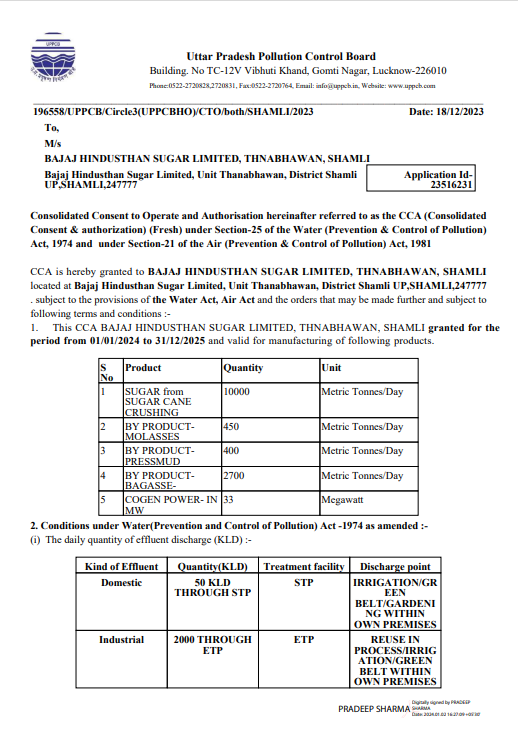 UPPCB
Uttar Pradesh Pollution Control Board
Building. No TC-12V Vibhuti Khand, Gomti Nagar, Lucknow-226010
Phone:0522-2720828,2720831, Fax:0522-2720764, Email: info@uppcb.in, Website: www.uppcb.com
196558/UPPCB/Circle3(UPPCBHO)/CTO/both/SHAMLI/2023 Date: 18/12/2023
To,
M/s
BAJAJ HINDUSTHAN SUGAR LIMITED, THNABHAWAN, SHAMLI
Bajaj Hindusthan Sugar Limited, Unit Thanabhawan, District Shamli
UP,SHAMLI,247777
Application Id-
23516231
Consolidated Consent to Operate and Authorisation hereinafter referred to as the CCA (Consolidated
Consent & authorization) (Fresh) under Section-25 of the Water (Prevention & Control of Pollution)
Act, 1974 and under Section-21 of the Air (Prevention & Control of Pollution) Act, 1981
CCA is hereby granted to BAJAJ HINDUSTHAN SUGAR LIMITED, THNABHAWAN, SHAMLI
located at Bajaj Hindusthan Sugar Limited, Unit Thanabhawan, District Shamli UP,SHAMLI,247777
. subject to the provisions of the Water Act, Air Act and the orders that may be made further and subject to
following terms and conditions :-
1. This CCA BAJAJ HINDUSTHAN SUGAR LIMITED, THNABHAWAN, SHAMLI granted for the
period from 01/01/2024 to 31/12/2025 and valid for manufacturing of following products.
S
No
Product
Quantity
Unit
1
SUGAR from
SUGAR CANE
CRUSHING
10000
Metric Tonnes/Day
2
BY PRODUCT-
MOLASSES
450
Metric Tonnes/Day
3
BY PRODUCT-
PRESSMUD
400
Metric Tonnes/Day
4
BY PRODUCT-
BAGASSE-
2700
Metric Tonnes/Day
5
COGEN POWER- IN
MW
33
Megawatt
2. Conditions under Water(Prevention and Control of Pollution) Act -1974 as amended :-
(i) The daily quantity of effluent discharge (KLD) :-
Kind of Effluent
Quantity(KLD)
Treatment facility
Discharge point
Domestic
50 KLD
THROUGH STP
STP
IRRIGATION/GR
EEN
BELT/GARDENI
NG WITHIN
OWN PREMISES
Industrial
2000 THROUGH
ETP
ETP
REUSE IN
PROCESS/IRRIG
ATION/GREEN
BELT WITHIN
OWN PREMISES
PRADEEP SHARMA
Digitally signed by PRADEEP
SHARMA
Date: 2024.01.02 16:27:09 +05'30'